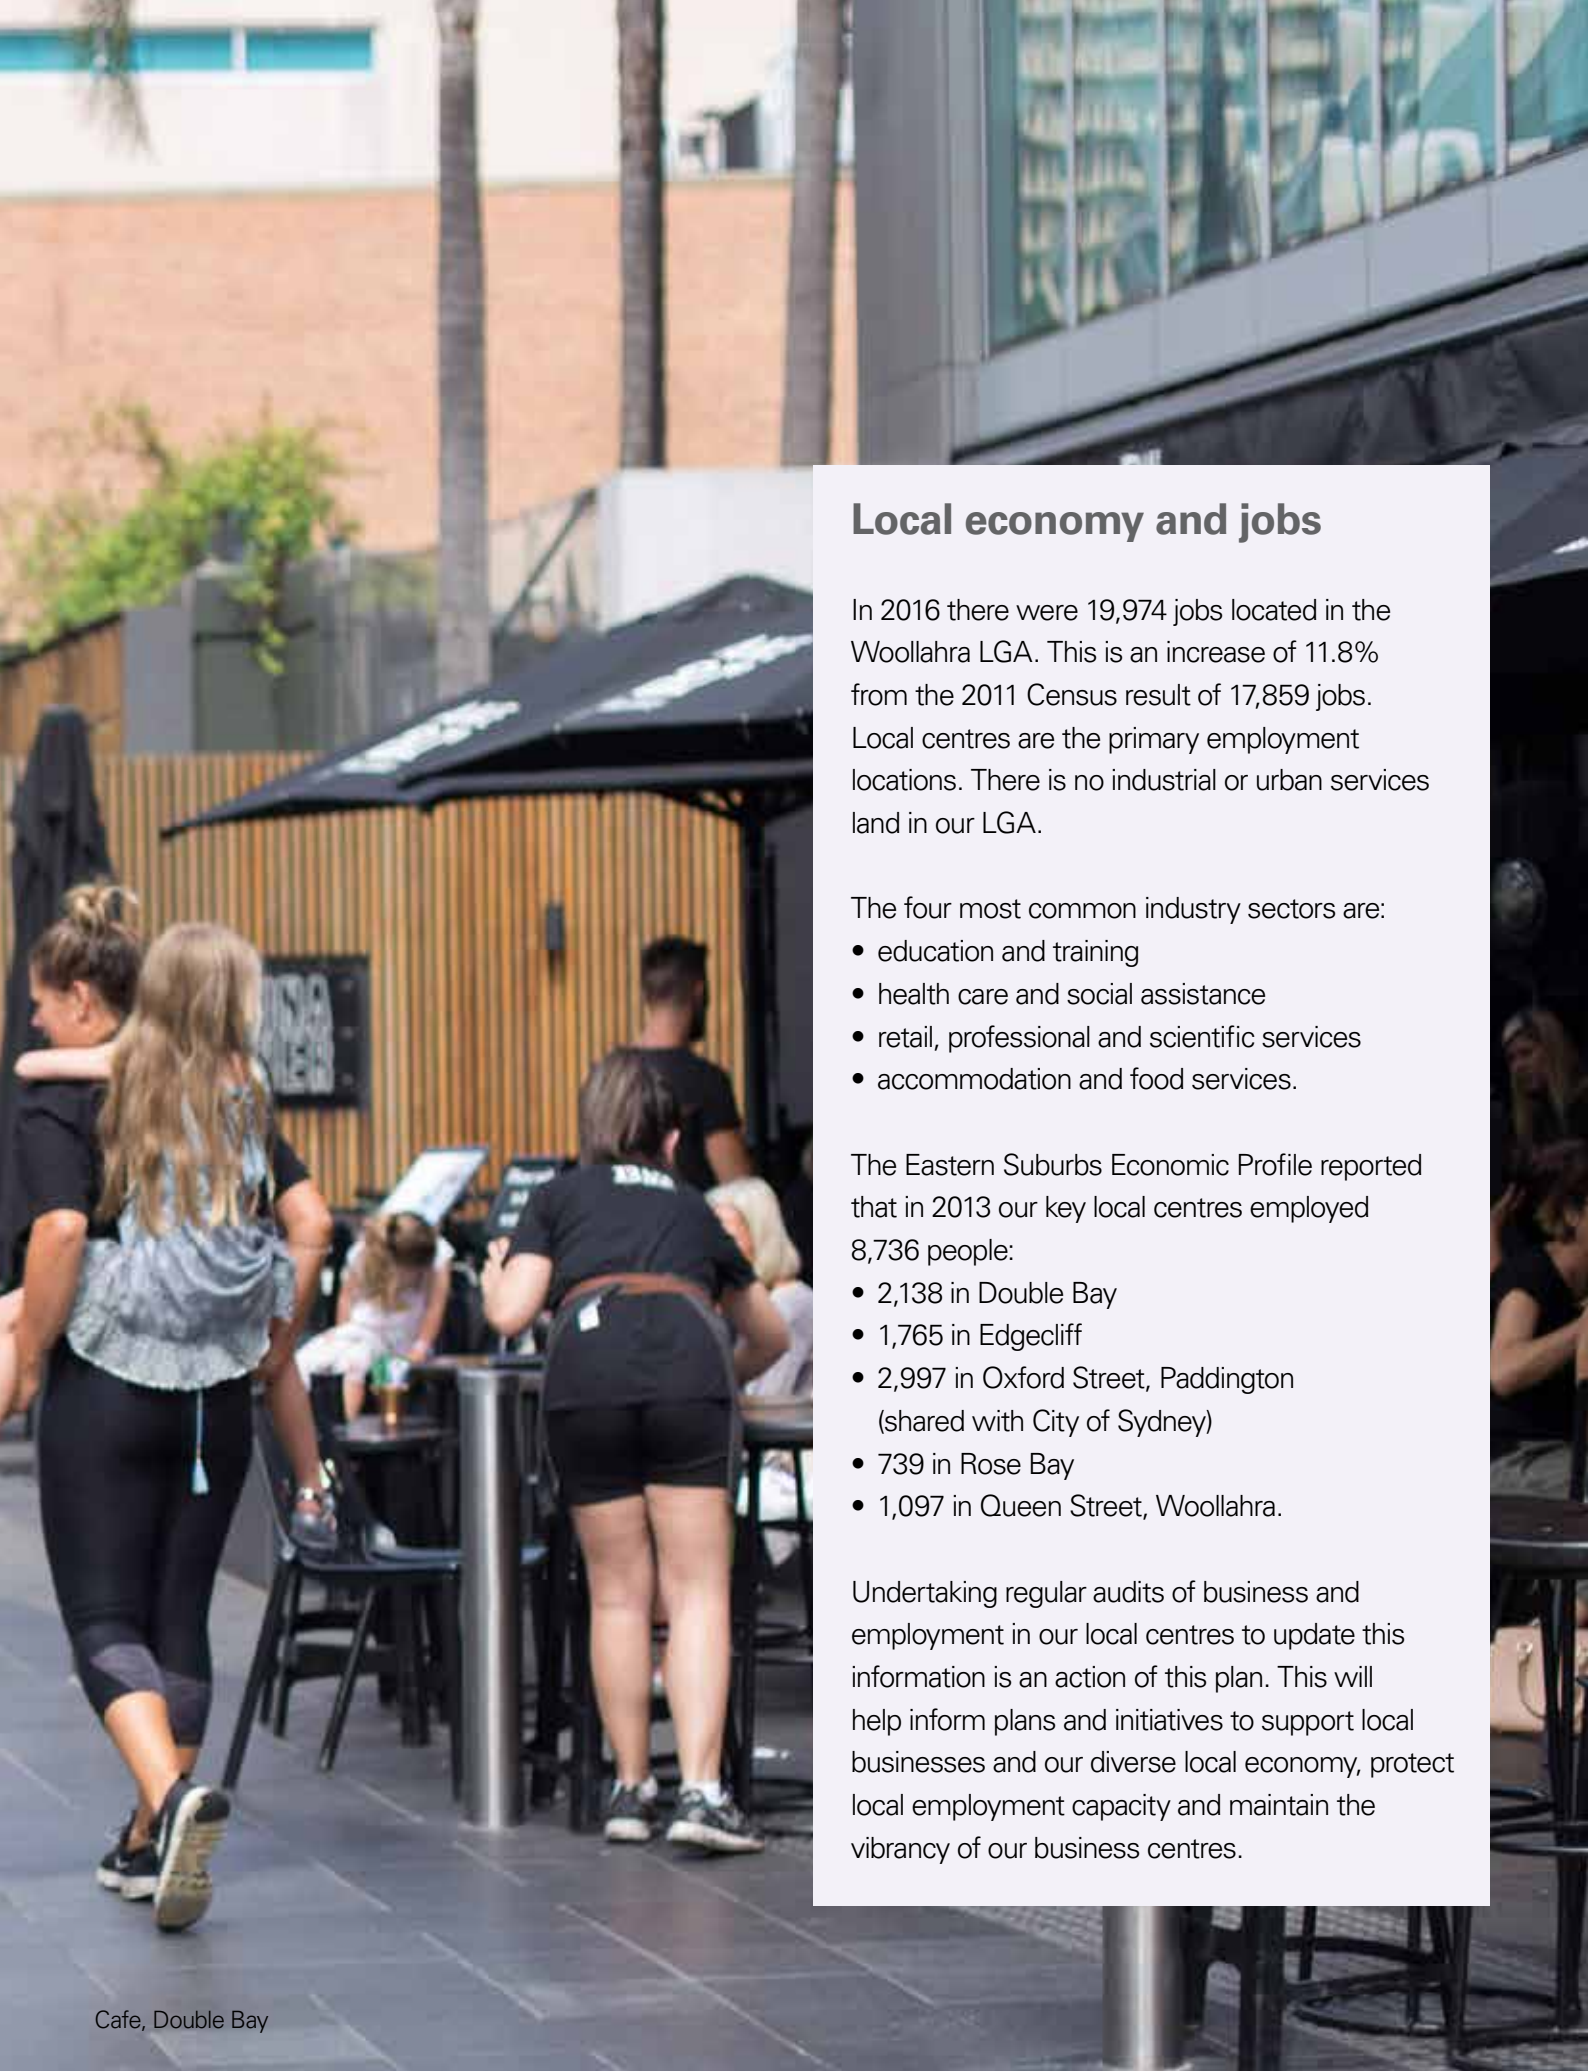 Local economy and jobs
In 2016 there were 19,974 jobs located in the
Woollahra LGA. This is an increase of 11.8%
from the 2011 Census result of 17,859 jobs.
Local centres are the primary employment
locations. There is no industrial or urban services
land in our LGA.
The four most common industry sectors are:
• education and training
• health care and social assistance
• retail, professional and scientific services
• accommodation and food services.
The Eastern Suburbs Economic Profile reported
that in 2013 our key local centres employed
8,736 people:
• 2,138 in Double Bay
• 1,765 in Edgecliff
• 2,997 in Oxford Street, Paddington
(shared with City of Sydney)
• 739 in Rose Bay
• 1,097 in Queen Street, Woollahra.
Undertaking regular audits of business and
employment in our local centres to update this
information is an action of this plan. This will
help inform plans and initiatives to support local
businesses and our diverse local economy, protect
local employment capacity and maintain the
vibrancy of our business centres.
Cafe, Double Bay